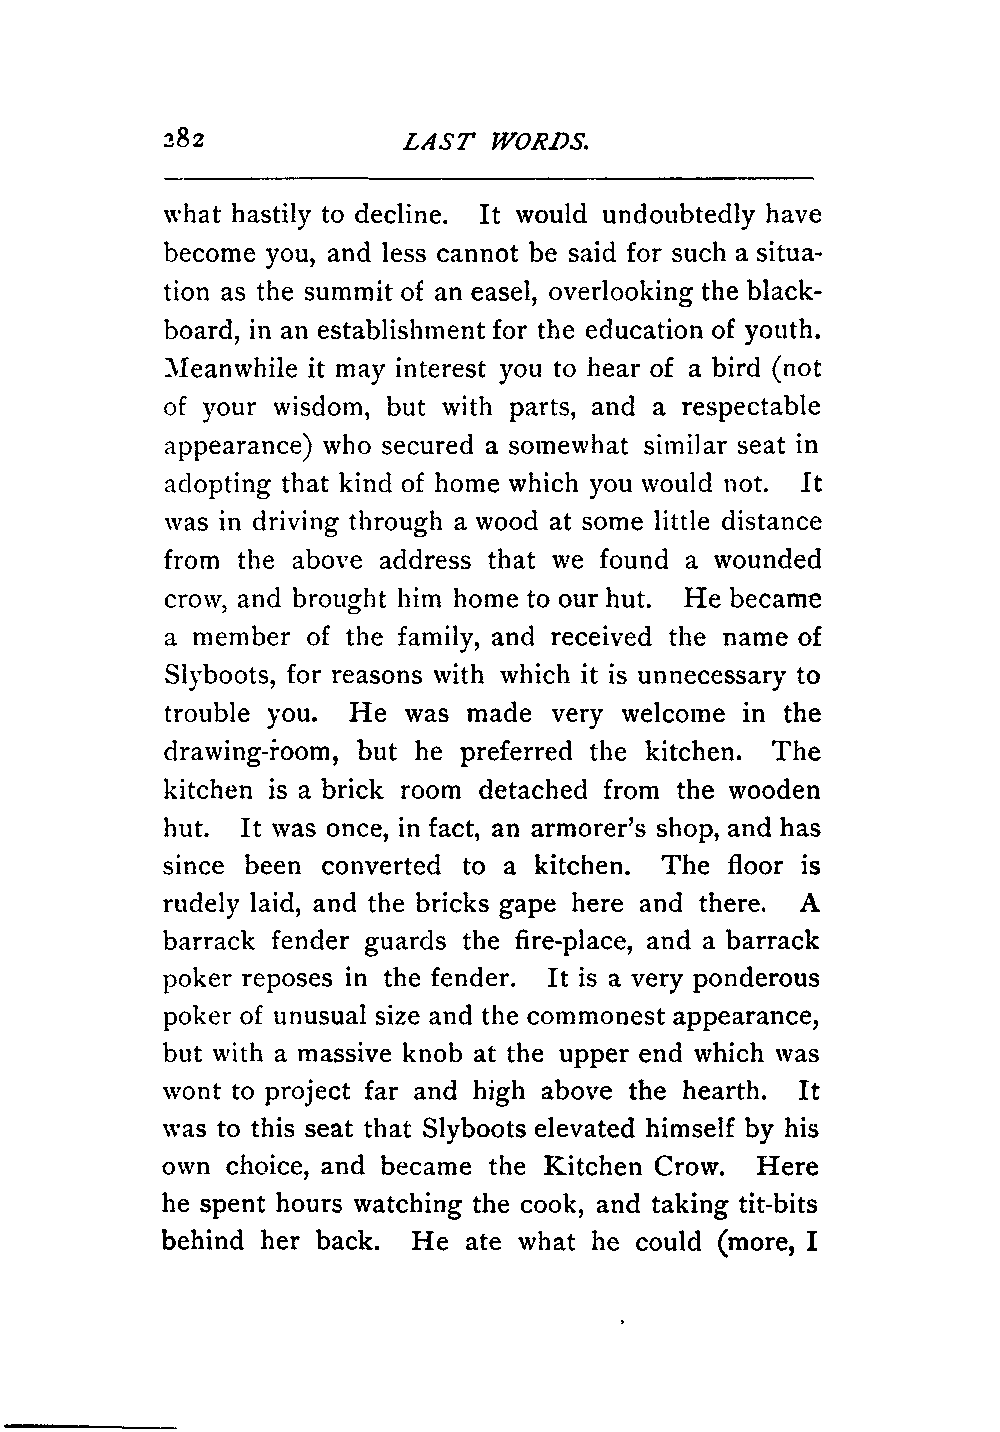 282 LAST WORDS.
what hastily to decline. It would undoubtedly have
become you, and less cannot be said for such a situa-
tion as the summit of an easel, overlooking the black-
board, in an establishment for the education of youth.
Meanwhile it may interest you to hear of a bird (not
of your wisdom, but with parts, and a respectable
appearance) who secured a somewhat similar seat in
adopting that kind of home which you would not. It
was in driving through a wood at some little distance
from the above address that we found a wounded
crow, and brought him home to our hut. He became
a member of the family, and received the name of
Slyboots, for reasons with which it is unnecessary to
trouble you. He was made very welcome in the
drawing-room, but he preferred the kitchen. The
kitchen is a brick room detached from the wooden
hut. It was once, in fact, an armorer's shop, and has
since been converted to a kitchen. The floor is
rudely laid, and the bricks gape here and there. A
barrack fender guards the fire-place, and a barrack
poker reposes in the fender. It is a very ponderous
poker of unusual size and the commonest appearance,
but with a massive knob at the upper end which was
wont to project far and high above the hearth. It
was to this seat that Slyboots elevated himself by his
own choice, and became the Kitchen Crow. Here
he spent hours watching the cook, and taking tit-bits
behind her back. He ate what he could (more, I